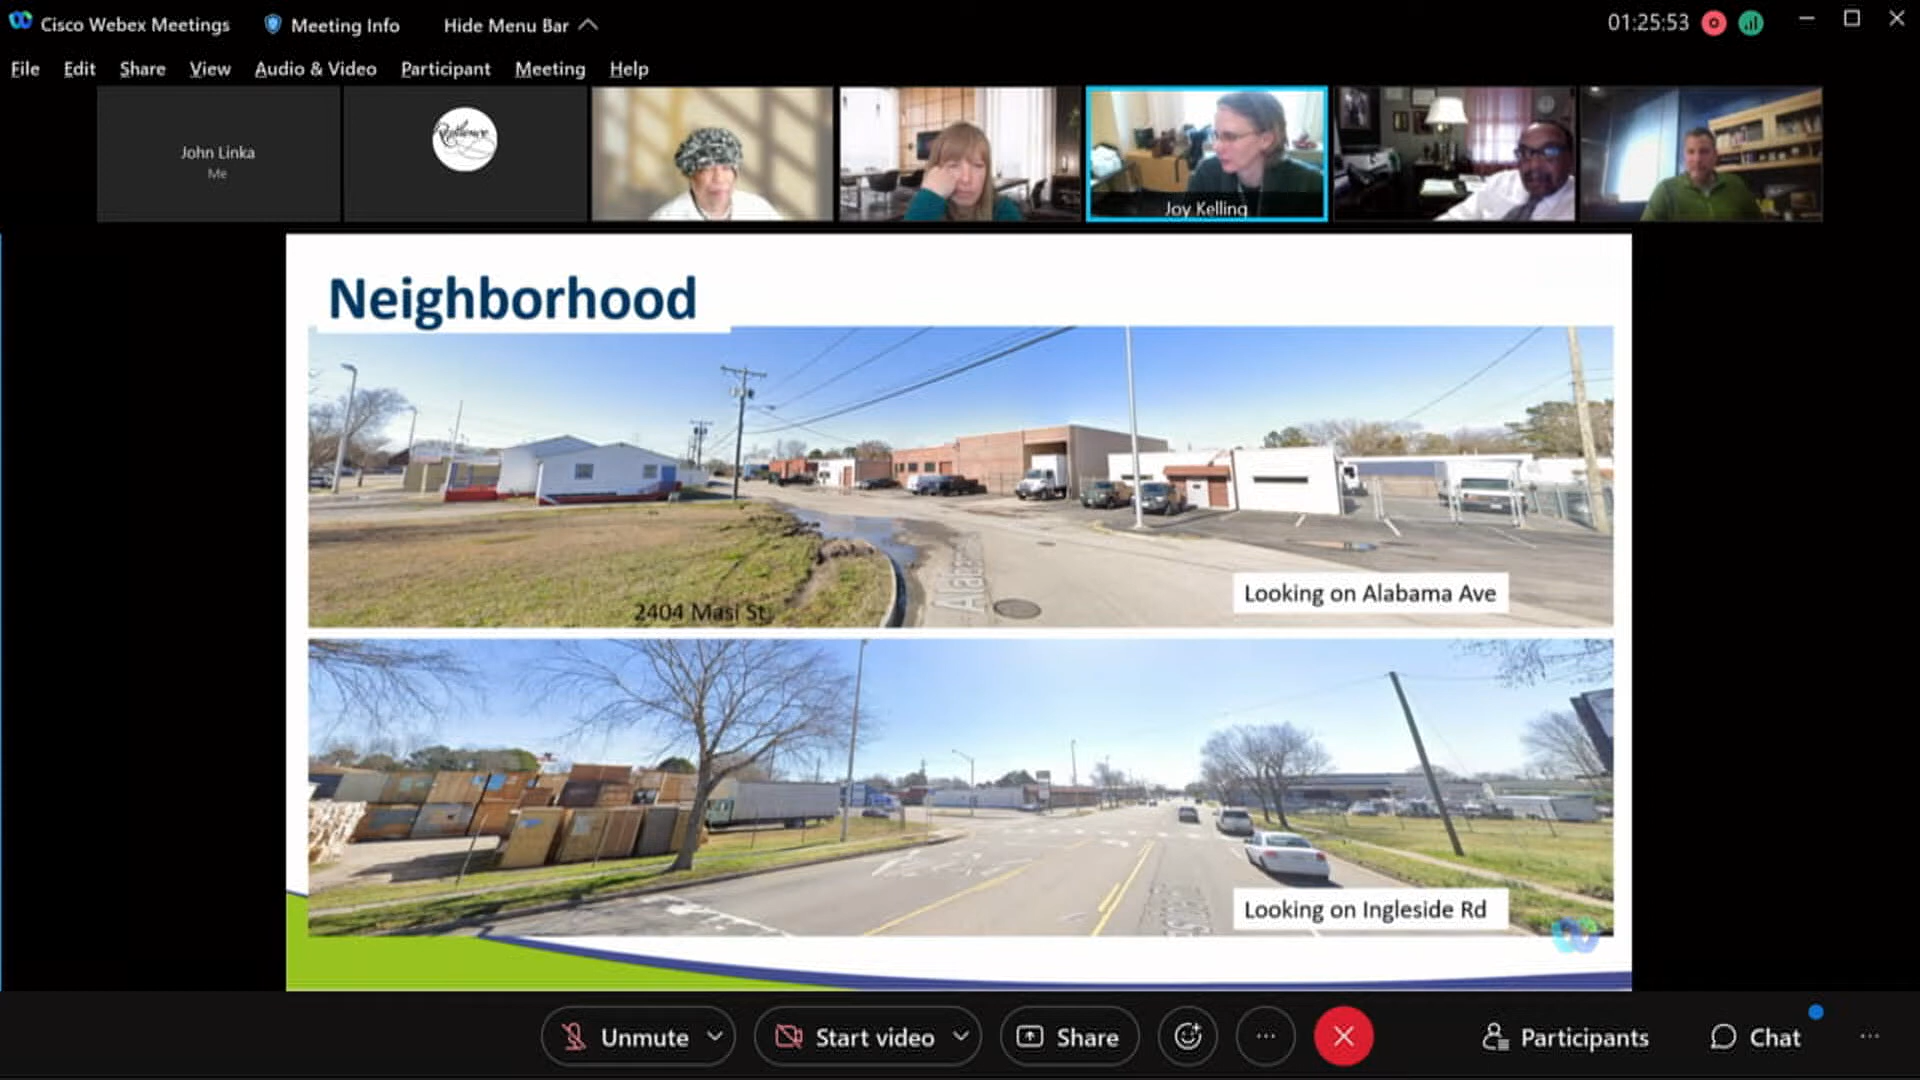 Cisco Webex Meetings
Meeting Info
Hide Menu Bar
01:25:53
File Edit Share View Audio & Video Participant Meeting Help
John Linka
Me
Joy Kelling
Neighborhood
2404 Masi St
Looking on Alabama Ave
Looking on Ingleside Rd
Unmute
Start video
Share
Participants
Chat